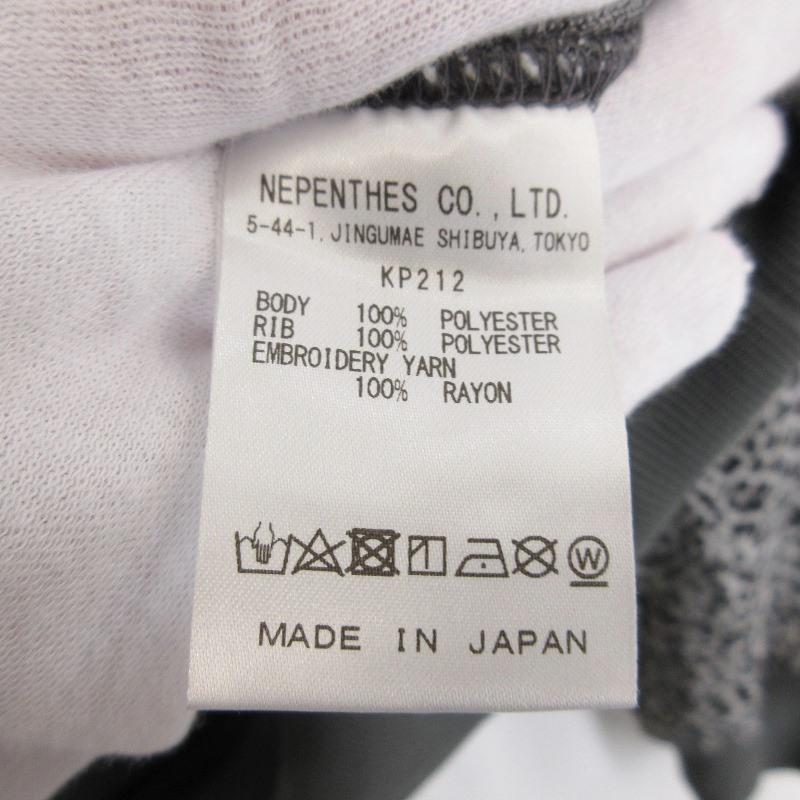 NEPENTHES CO., LTD.
5-44-1, JINGUMAE SHIBUYA, TOKYO
KP212
BODY 100% POLYESTER
RIB 100% POLYESTER
EMBROIDERY YARN
100% RAYON
W
MADE IN JAPAN